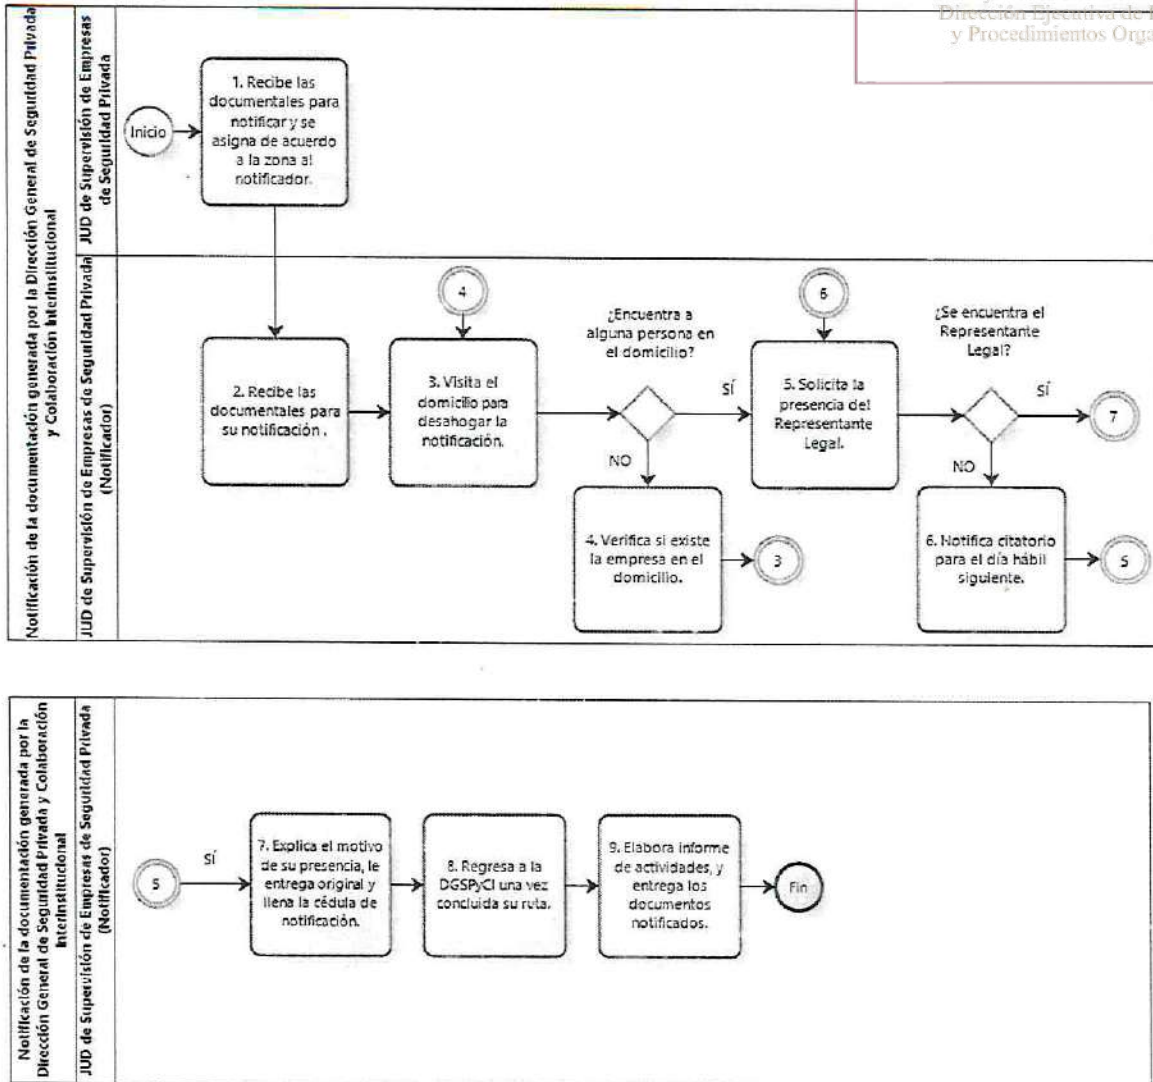 Dirección Ejecutiva de
y Procedimientos
Notificación de la documentación generada por la Dirección General de Seguridad Privada
y Colaboración Interinstitucional
JUD de Supervisión de Empresas
de Seguridad Privada
Inicio
1. Recibe las
documentales para
notificar y se
asigna de acuerdo
a la zona al
notificador.
JUD de Supervisión de Empresas de Seguridad Privada
(Notificador)
2. Recibe las
documentales para
su notificación .
4
3. Visita el
domicilio para
desahogar la
notificación.
¿Encuentra a
alguna persona en
el domicilio?
SÍ
NO
4. Verifica si existe
la empresa en el
domicilio.
3
6
5. Solicita la
presencia del
Representante
Legal.
¿Se encuentra el
Representante
Legal?
SÍ
7
NO
6. Notifica citatorio
para el día hábil
siguiente.
5
Notificación de la documentación generada por la
Dirección General de Seguridad Privada y Colaboración
Interinstitucional
JUD de Supervisión de Empresas de Seguridad Privada
(Notificador)
5
SÍ
7. Explica el motivo
de su presencia, le
entrega original y
llena la cédula de
notificación.
8. Regresa a la
DGSPyCI una vez
concluida su ruta.
9. Elabora informe
de actividades, y
entrega los
documentos
notificados.
Fin